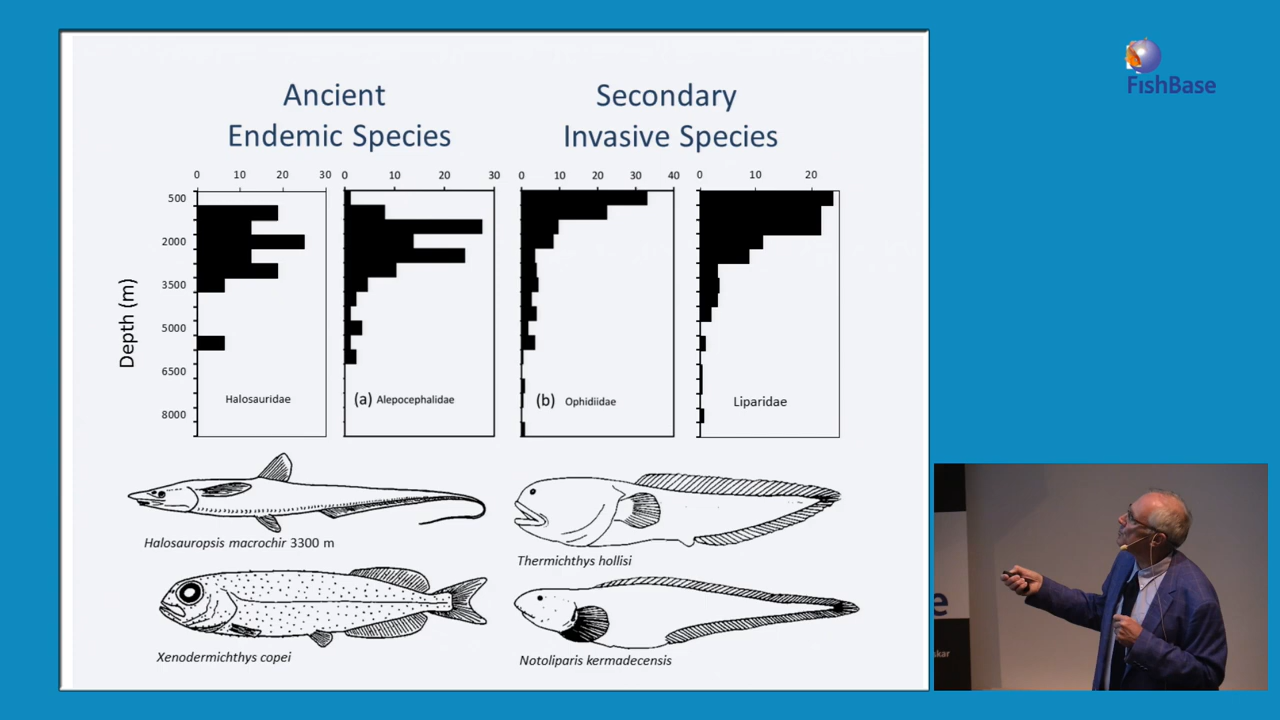 FishBase
Ancient
Endemic Species
Secondary
Invasive Species
0 10 20 30
0 10 20 30
0 10 20 30 40
0 10 20
Depth (m)
500
2000
3500
5000
6500
8000
Halosauridae
(a) Alepocephalidae
(b) Ophidiidae
Liparidae
Halosauropsis macrochir 3300 m
Thermichthys hollisi
Xenodermichthys copei
Notoliparis kermadecensis
e
skar